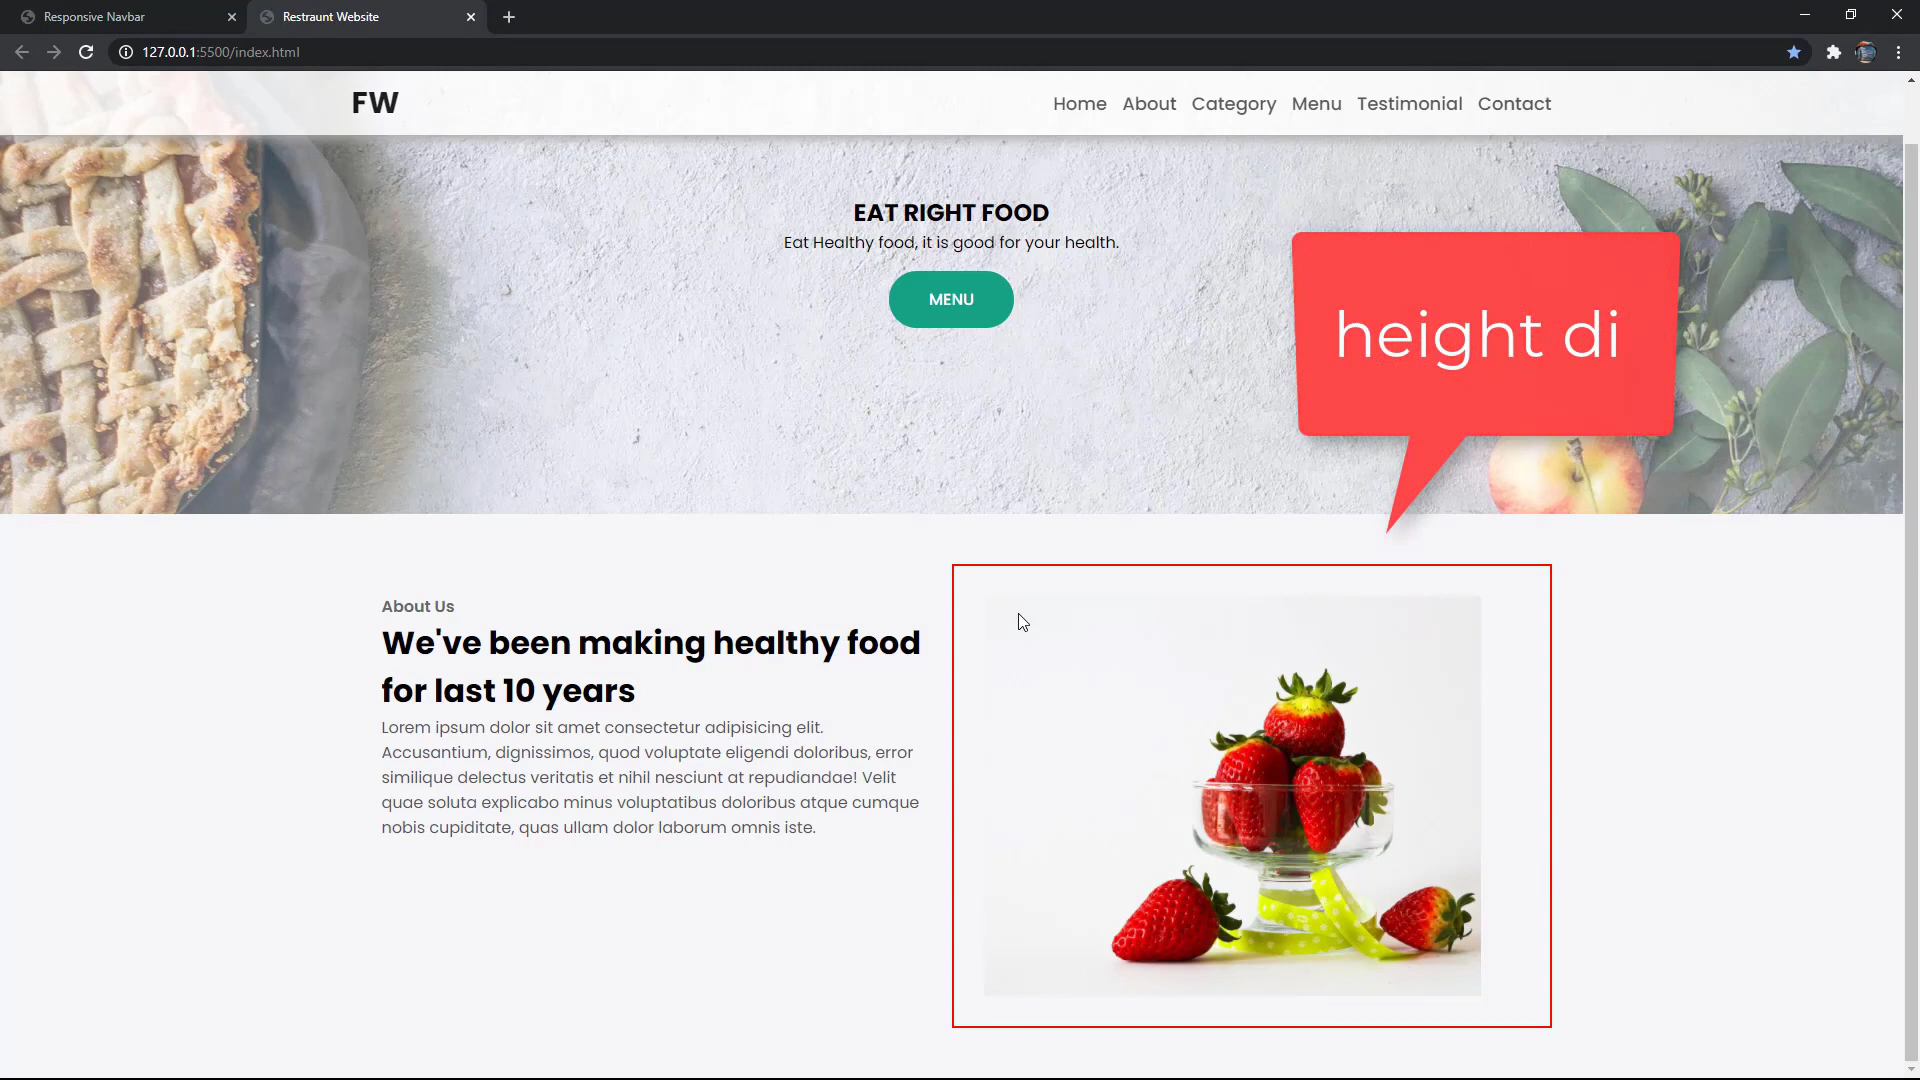 Responsive Navbar
Restraunt Website
127.0.0.1:5500/index.html
FW
Home About Category Menu Testimonial Contact
EAT RIGHT FOOD
Eat Healthy food, it is good for your health.
MENU
height di
About Us
We've been making healthy food
for last 10 years
Lorem ipsum dolor sit amet consectetur adipisicing elit.
Accusantium, dignissimos, quod voluptate eligendi doloribus, error
similique delectus veritatis et nihil nesciunt at repudiandae! Velit
quae soluta explicabo minus voluptatibus doloribus atque cumque
nobis cupiditate, quas ullam dolor laborum omnis iste.